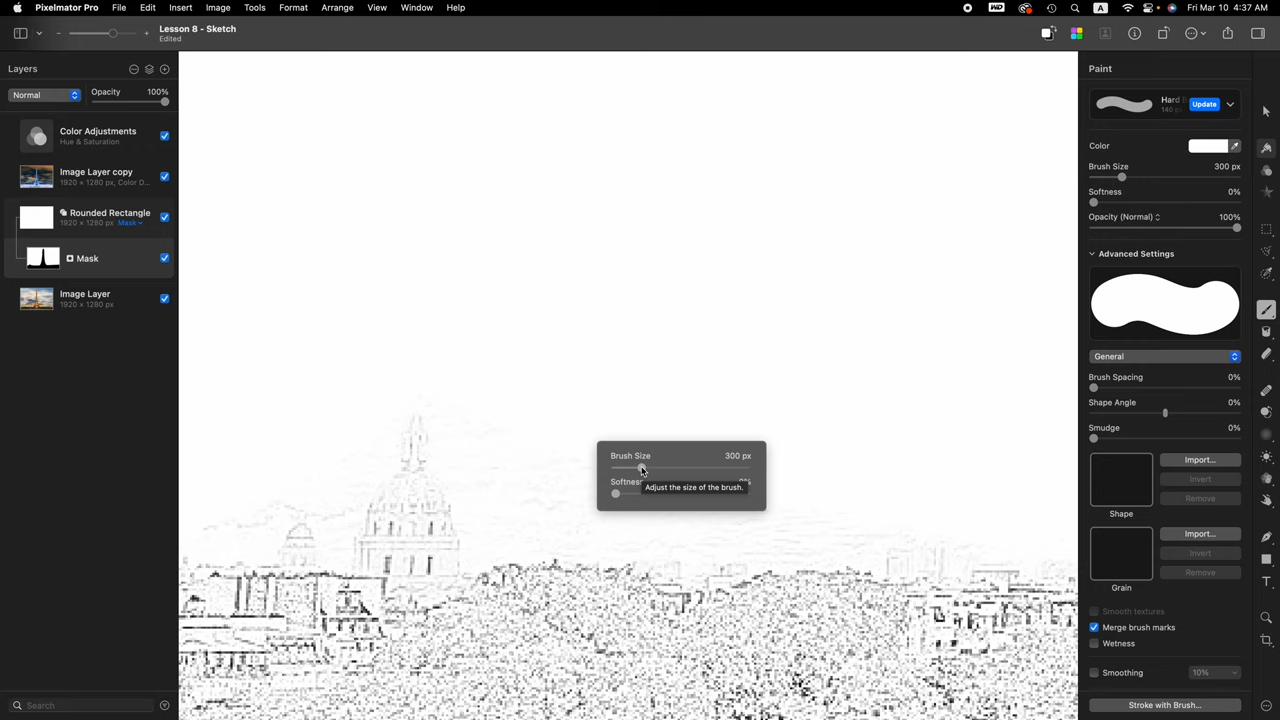 Pixelmator Pro File Edit Insert Image Tools Format Arrange View Window Help
WD
A
Fri Mar 10 4:37 AM
Lesson 8 - Sketch
Edited
Layers
Normal
Opacity 100%
Color Adjustments
Hue & Saturation
Image Layer copy
1920 × 1280 px, Color D...
Rounded Rectangle
1920 × 1280 px Mask
Mask
Image Layer
1920 × 1280 px
Search
Brush Size 300 px
Softness
Adjust the size of the brush.
Paint
Hard
140
Update
Color
Brush Size 300 px
Softness 0%
Opacity (Normal) 100%
Advanced Settings
General
Brush Spacing 0%
Shape Angle 0%
Smudge 0%
Import...
Invert
Remove
Shape
Import...
Invert
Remove
Grain
Smooth textures
Merge brush marks
Wetness
Smoothing 10%
Stroke with Brush...
T